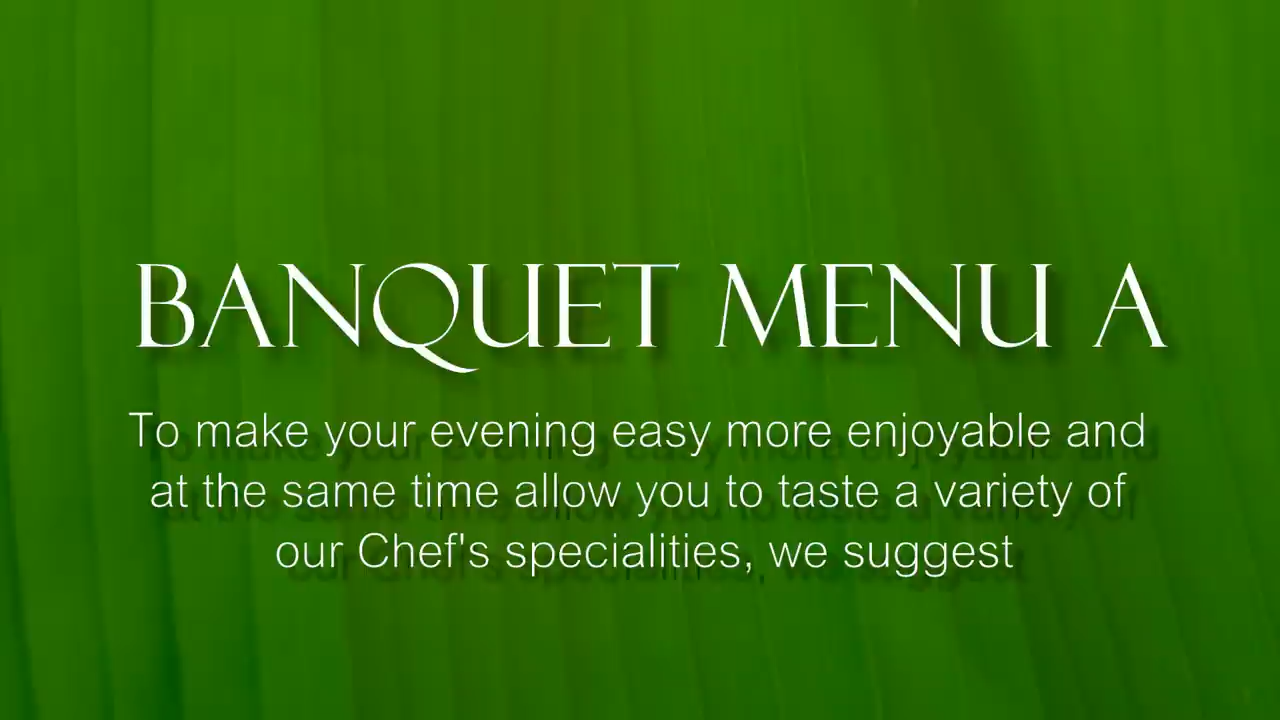 BANQUET MENU A
To make your evening easy more enjoyable and
at the same time allow you to taste a variety of
our Chef's specialities, we suggest